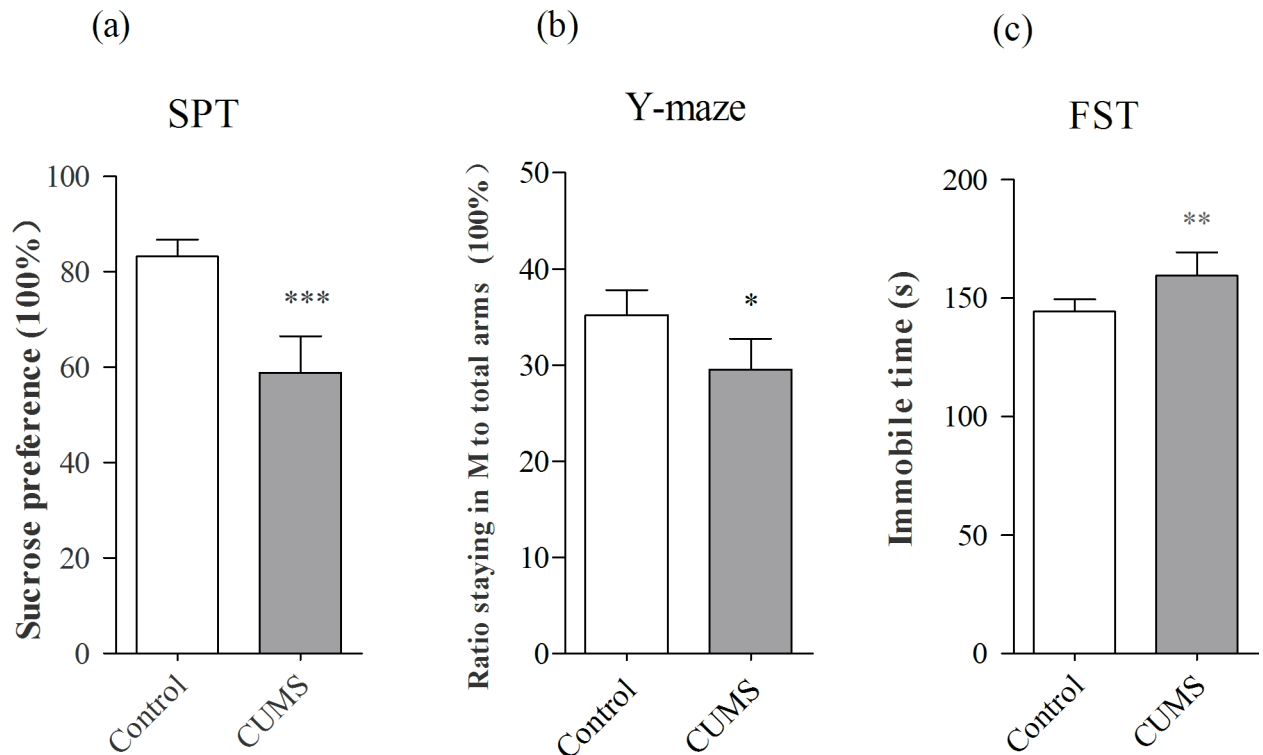 (a)
SPT
Sucrose preference (100%)
100
80
60
40
20
0
***
Control
CUMS
(b)
Y-maze
Ratio staying in M to total arms (100%)
50
40
30
20
10
0
*
Control
CUMS
(c)
FST
Immobile time (s)
200
150
100
50
0
**
Control
CUMS